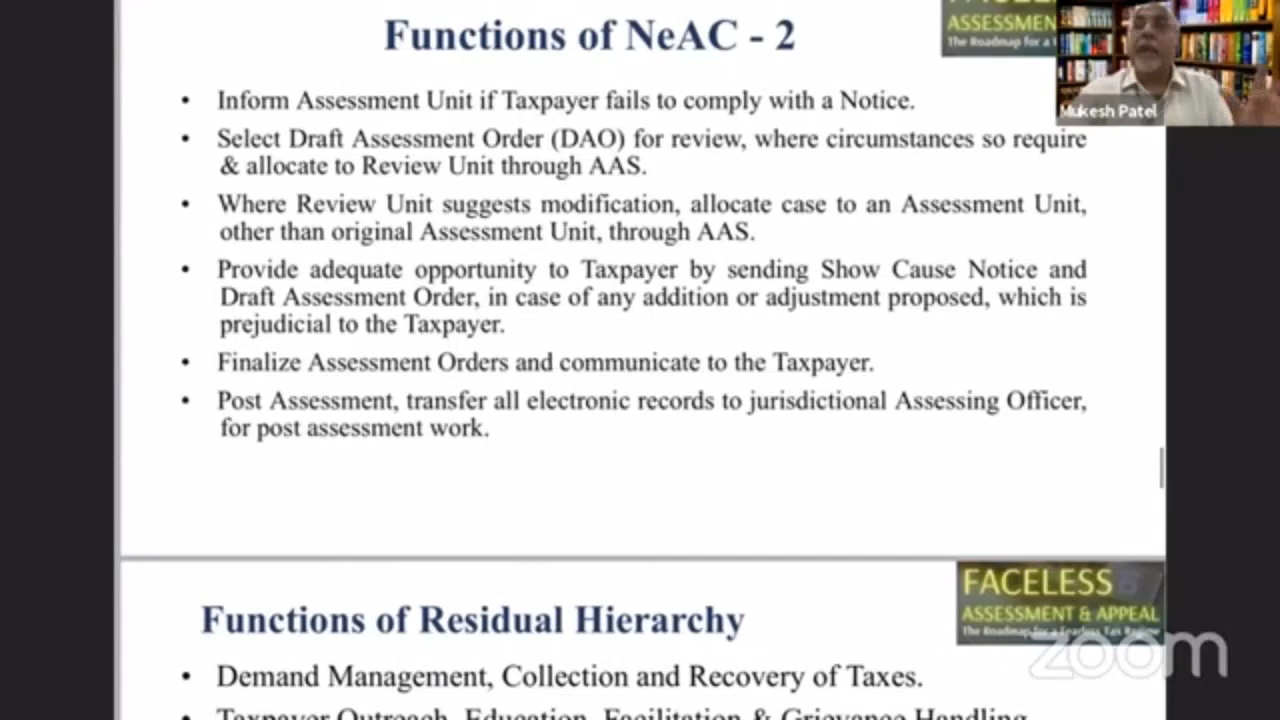 Functions of NeAC - 2
ASSESSMEN
The Roadmap for a
Mukesh Patel
• Inform Assessment Unit if Taxpayer fails to comply with a Notice.
• Select Draft Assessment Order (DAO) for review, where circumstances so require
& allocate to Review Unit through AAS.
• Where Review Unit suggests modification, allocate case to an Assessment Unit,
other than original Assessment Unit, through AAS.
• Provide adequate opportunity to Taxpayer by sending Show Cause Notice and
Draft Assessment Order, in case of any addition or adjustment proposed, which is
prejudicial to the Taxpayer.
• Finalize Assessment Orders and communicate to the Taxpayer.
• Post Assessment, transfer all electronic records to jurisdictional Assessing Officer,
for post assessment work.
FACELESS
ASSESSMENT & APPEAL
The Roadmap for a Fearless Tax Regime
Functions of Residual Hierarchy
zoom
• Demand Management, Collection and Recovery of Taxes.
• Taxpayer Outreach, Education, Facilitation & Grievance Handling